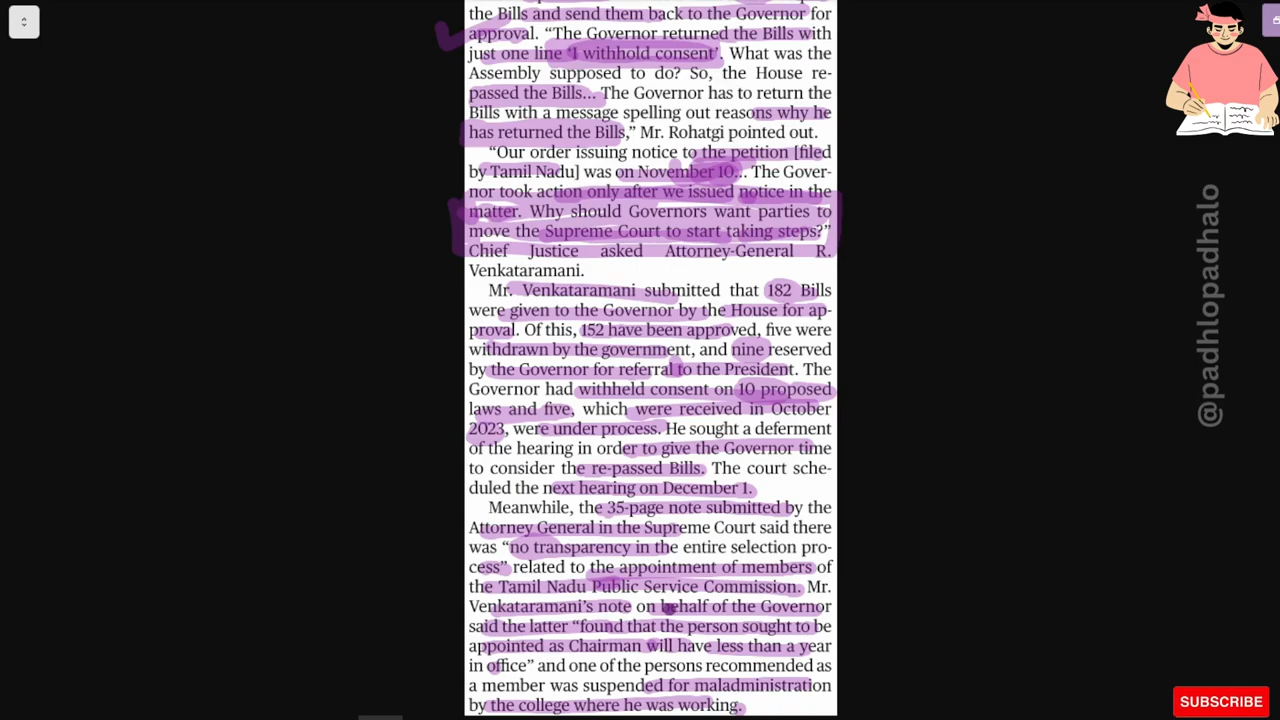 the Bills and send them back to the Governor for
approval. “The Governor returned the Bills with
just one line ‘I withhold consent’. What was the
Assembly supposed to do? So, the House re-
passed the Bills... The Governor has to return the
Bills with a message spelling out reasons why he
has returned the Bills,” Mr. Rohatgi pointed out.
“Our order issuing notice to the petition [filed
by Tamil Nadu] was on November 10... The Gover-
nor took action only after we issued notice in the
matter. Why should Governors want parties to
move the Supreme Court to start taking steps?”
Chief Justice asked Attorney-General R.
Venkataramani.
Mr. Venkataramani submitted that 182 Bills
were given to the Governor by the House for ap-
proval. Of this, 152 have been approved, five were
withdrawn by the government, and nine reserved
by the Governor for referral to the President. The
Governor had withheld consent on 10 proposed
laws and five, which were received in October
2023, were under process. He sought a deferment
of the hearing in order to give the Governor time
to consider the re-passed Bills. The court sche-
duled the next hearing on December 1.
Meanwhile, the 35-page note submitted by the
Attorney General in the Supreme Court said there
was “no transparency in the entire selection pro-
cess” related to the appointment of members of
the Tamil Nadu Public Service Commission. Mr.
Venkataramani’s note on behalf of the Governor
said the latter “found that the person sought to be
appointed as Chairman will have less than a year
in office” and one of the persons recommended as
a member was suspended for maladministration
by the college where he was working.
@padhlopadhalo
SUBSCRIBE